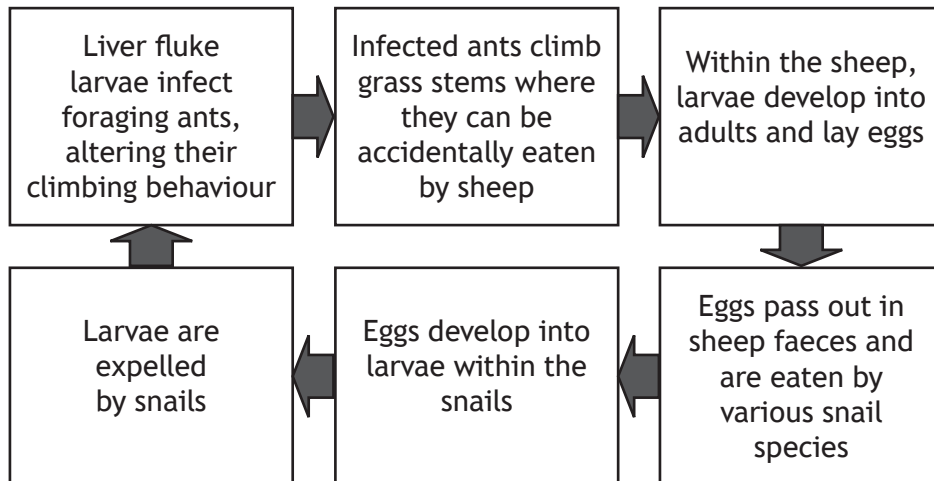 Liver fluke
larvae infect
foraging ants,
altering their
climbing behaviour
Infected ants climb
grass stems where
they can be
accidentally eaten
by sheep
Within the sheep,
larvae develop into
adults and lay eggs
Eggs pass out in
sheep faeces and
are eaten by
various snail
species
Eggs develop into
larvae within the
snails
Larvae are
expelled
by snails